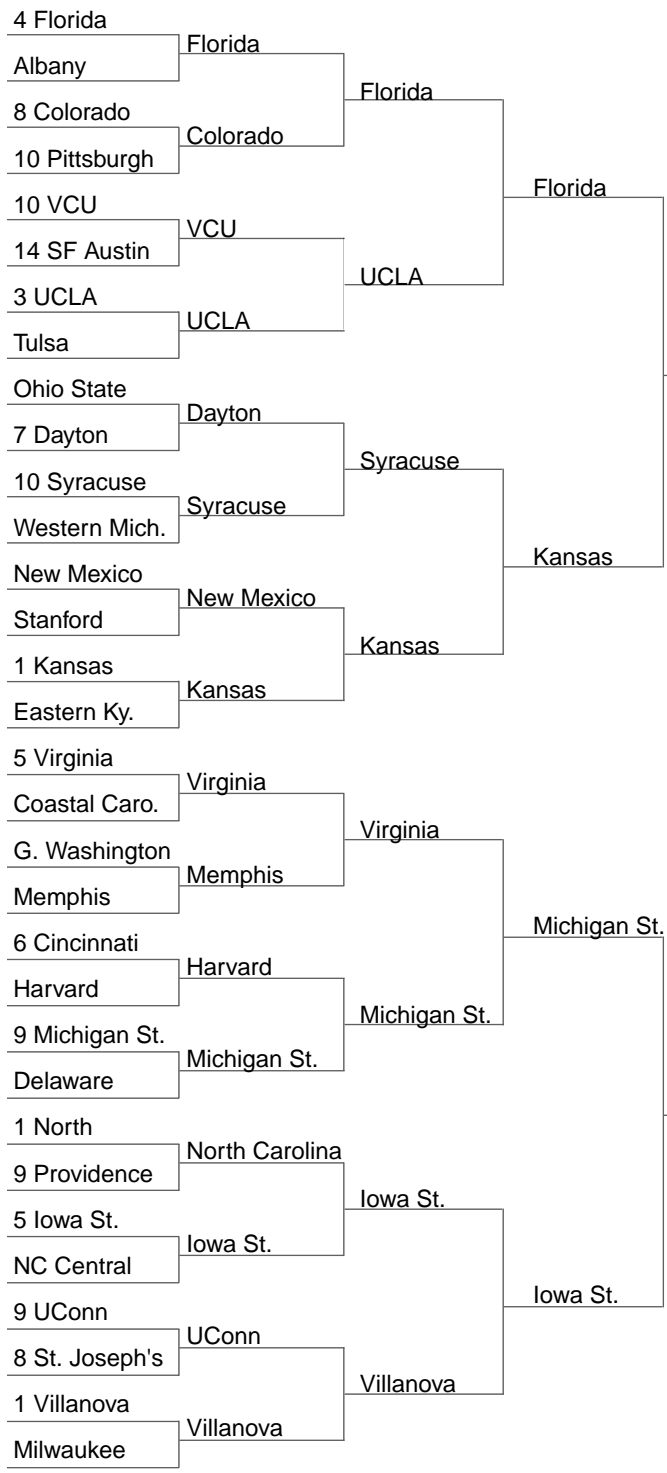 4 Florida
Albany
8 Colorado
10 Pittsburgh
10 VCU
14 SF Austin
3 UCLA
Tulsa
Ohio State
7 Dayton
10 Syracuse
Western Mich.
New Mexico
Stanford
1 Kansas
Eastern Ky.
5 Virginia
Coastal Caro.
G. Washington
Memphis
6 Cincinnati
Harvard
9 Michigan St.
Delaware
1 North
9 Providence
5 Iowa St.
NC Central
9 UConn
8 St. Joseph's
1 Villanova
Milwaukee
Florida
Colorado
VCU
UCLA
Dayton
Syracuse
New Mexico
Kansas
Virginia
Memphis
Harvard
Michigan St.
North Carolina
Iowa St.
UConn
Villanova
Florida
UCLA
Syracuse
Kansas
Virginia
Michigan St.
Iowa St.
Villanova
Florida
Kansas
Michigan St.
Iowa St.